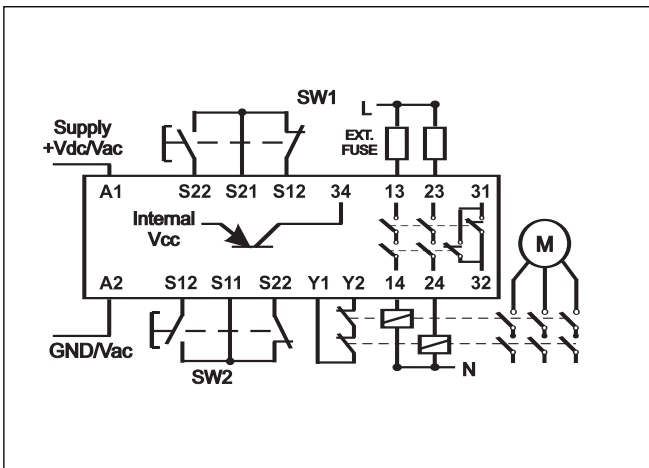 SW1
L
Supply
+Vdc/Vac
EXT.
FUSE
A1 S22 S21 S12 34 13 23 31
Internal
Vcc
M
A2 S12 S11 S22 Y1 Y2 14 24 32
GND/Vac
SW2
N